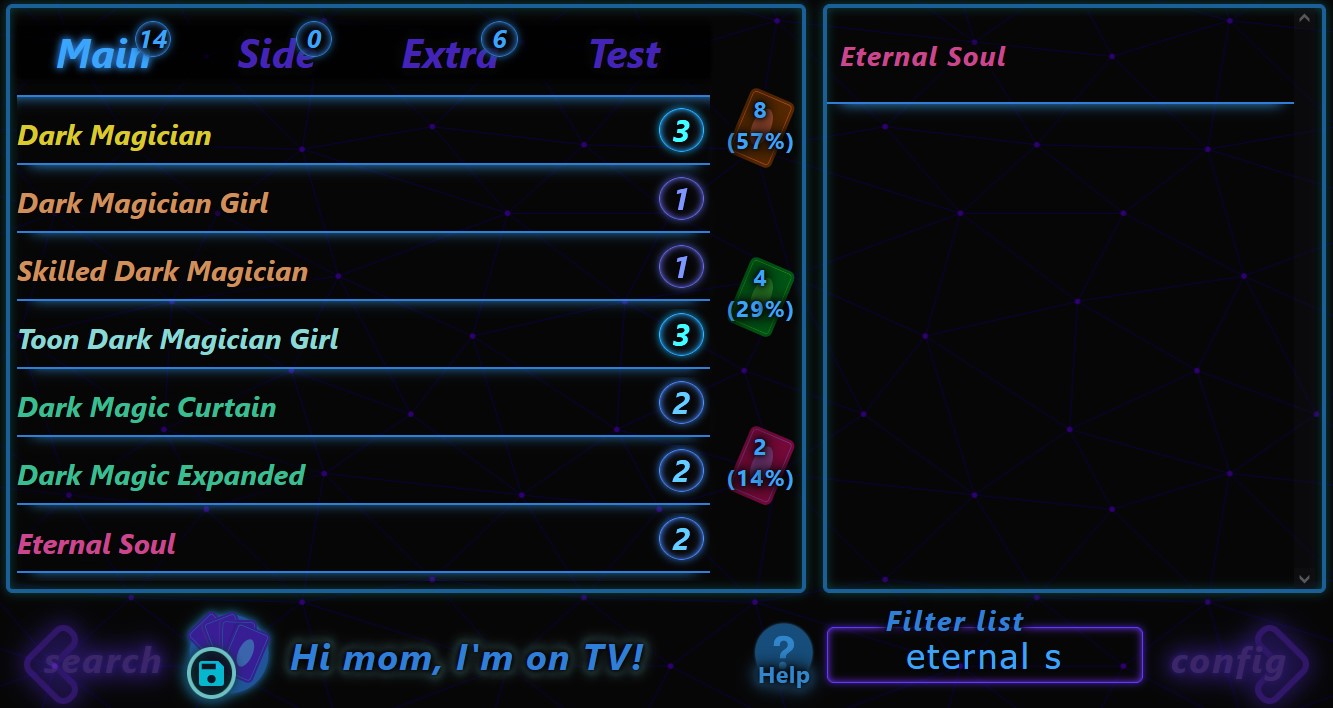 Main 14 Side 0 Extra 6 Test
Dark Magician 3
Dark Magician Girl 1
Skilled Dark Magician 1
Toon Dark Magician Girl 3
Dark Magic Curtain 2
Dark Magic Expanded 2
Eternal Soul 2
8
(57%)
4
(29%)
2
(14%)
Eternal Soul
search
Hi mom, I'm on TV!
?
Help
Filter list
eternal s
config